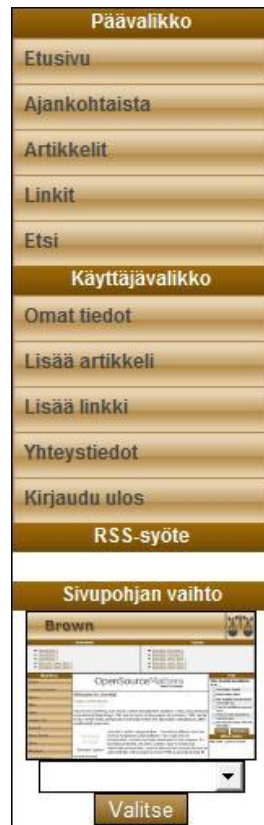 Päävalikko
Etusivu
Ajankohtaista
Artikkelit
Linkit
Etsi
Käyttäjävalikko
Omat tiedot
Lisää artikkeli
Lisää linkki
Yhteystiedot
Kirjaudu ulos
RSS-syöte
Sivupohjan vaihto
Brown
OpenSourceMatters
Valitse